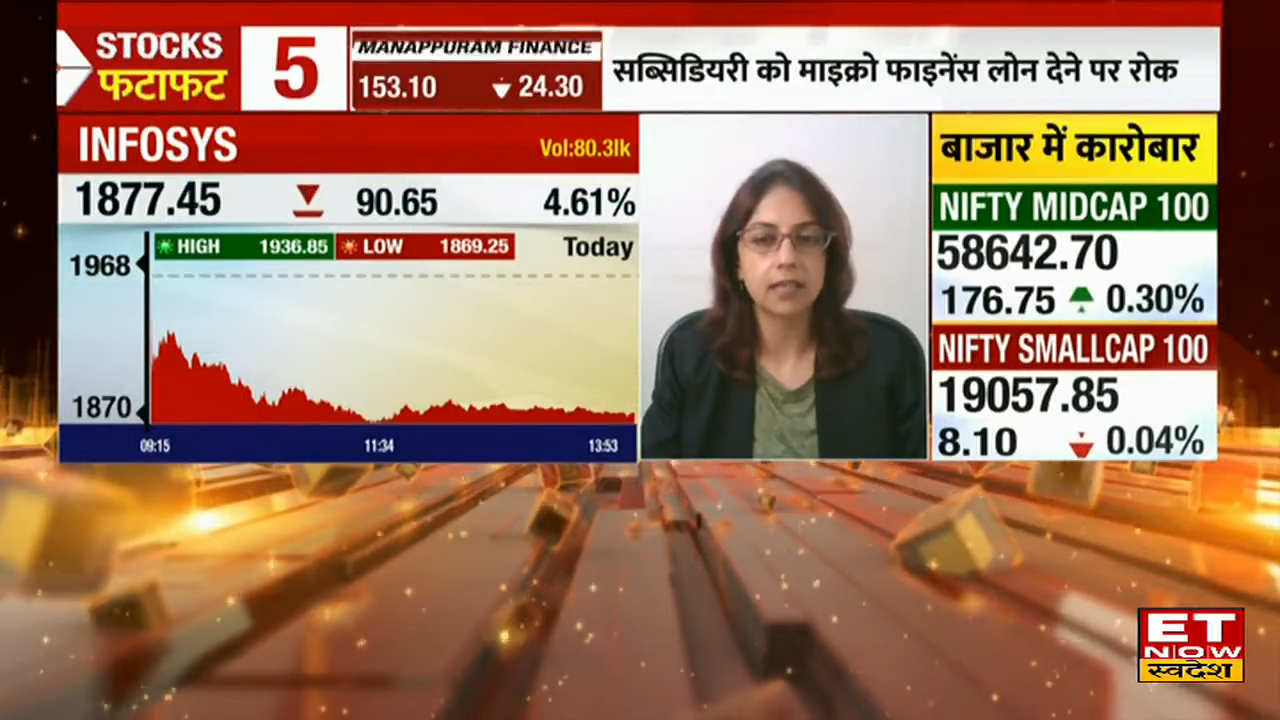 STOCKS
फटाफट
5
MANAPPURAM FINANCE
153.10 24.30
सब्सिडियरी को माइक्रो फाइनेंस लोन देने पर रोक
INFOSYS Vol:80.3lk
1877.45 90.65 4.61%
HIGH 1936.85 LOW 1869.25 Today
1968
1870
09:15 11:34 13:53
बाजार में कारोबार
NIFTY MIDCAP 100
58642.70
176.75 0.30%
NIFTY SMALLCAP 100
19057.85
8.10 0.04%
ET
NOW
स्वदेश